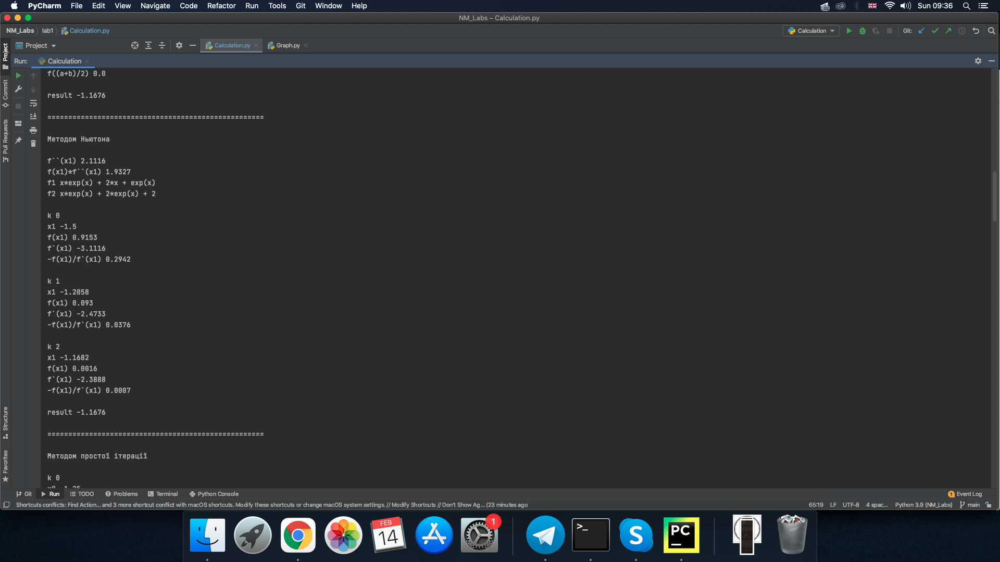 PyCharm File Edit View Navigate Code Refactor Run Tools Git Window Help
Sun 09:36
NM_Labs – Calculation.py
NM_Labs lab1 Calculation.py
Calculation Git:
Project Calculation.py Graph.py
Run: Calculation
Project
Commit
Pull Requests
Structure
Favorites
f((a+b)/2) 0.0
result -1.1676
====================================================
Методом Ньютона
f``(x1) 2.1116
f(x1)*f``(x1) 1.9327
f1 x*exp(x) + 2*x + exp(x)
f2 x*exp(x) + 2*exp(x) + 2
k 0
x1 -1.5
f(x1) 0.9153
f`(x1) -3.1116
-f(x1)/f`(x1) 0.2942
k 1
x1 -1.2058
f(x1) 0.093
f`(x1) -2.4733
-f(x1)/f`(x1) 0.0376
k 2
x1 -1.1682
f(x1) 0.0016
f`(x1) -2.3888
-f(x1)/f`(x1) 0.0007
result -1.1676
====================================================
Методом простої ітерації
k 0
Git Run TODO Problems Terminal Python Console
1 Event Log
Shortcuts conflicts: Find Action... and 3 more shortcut conflict with macOS shortcuts. Modify these shortcuts or change macOS system settings. // Modify Shortcuts // Don't Show Ag... (23 minutes ago
65:19 LF UTF-8 4 spac... Python 3.9 (NM_Labs) main
FEB
14
1
>_
S
PC